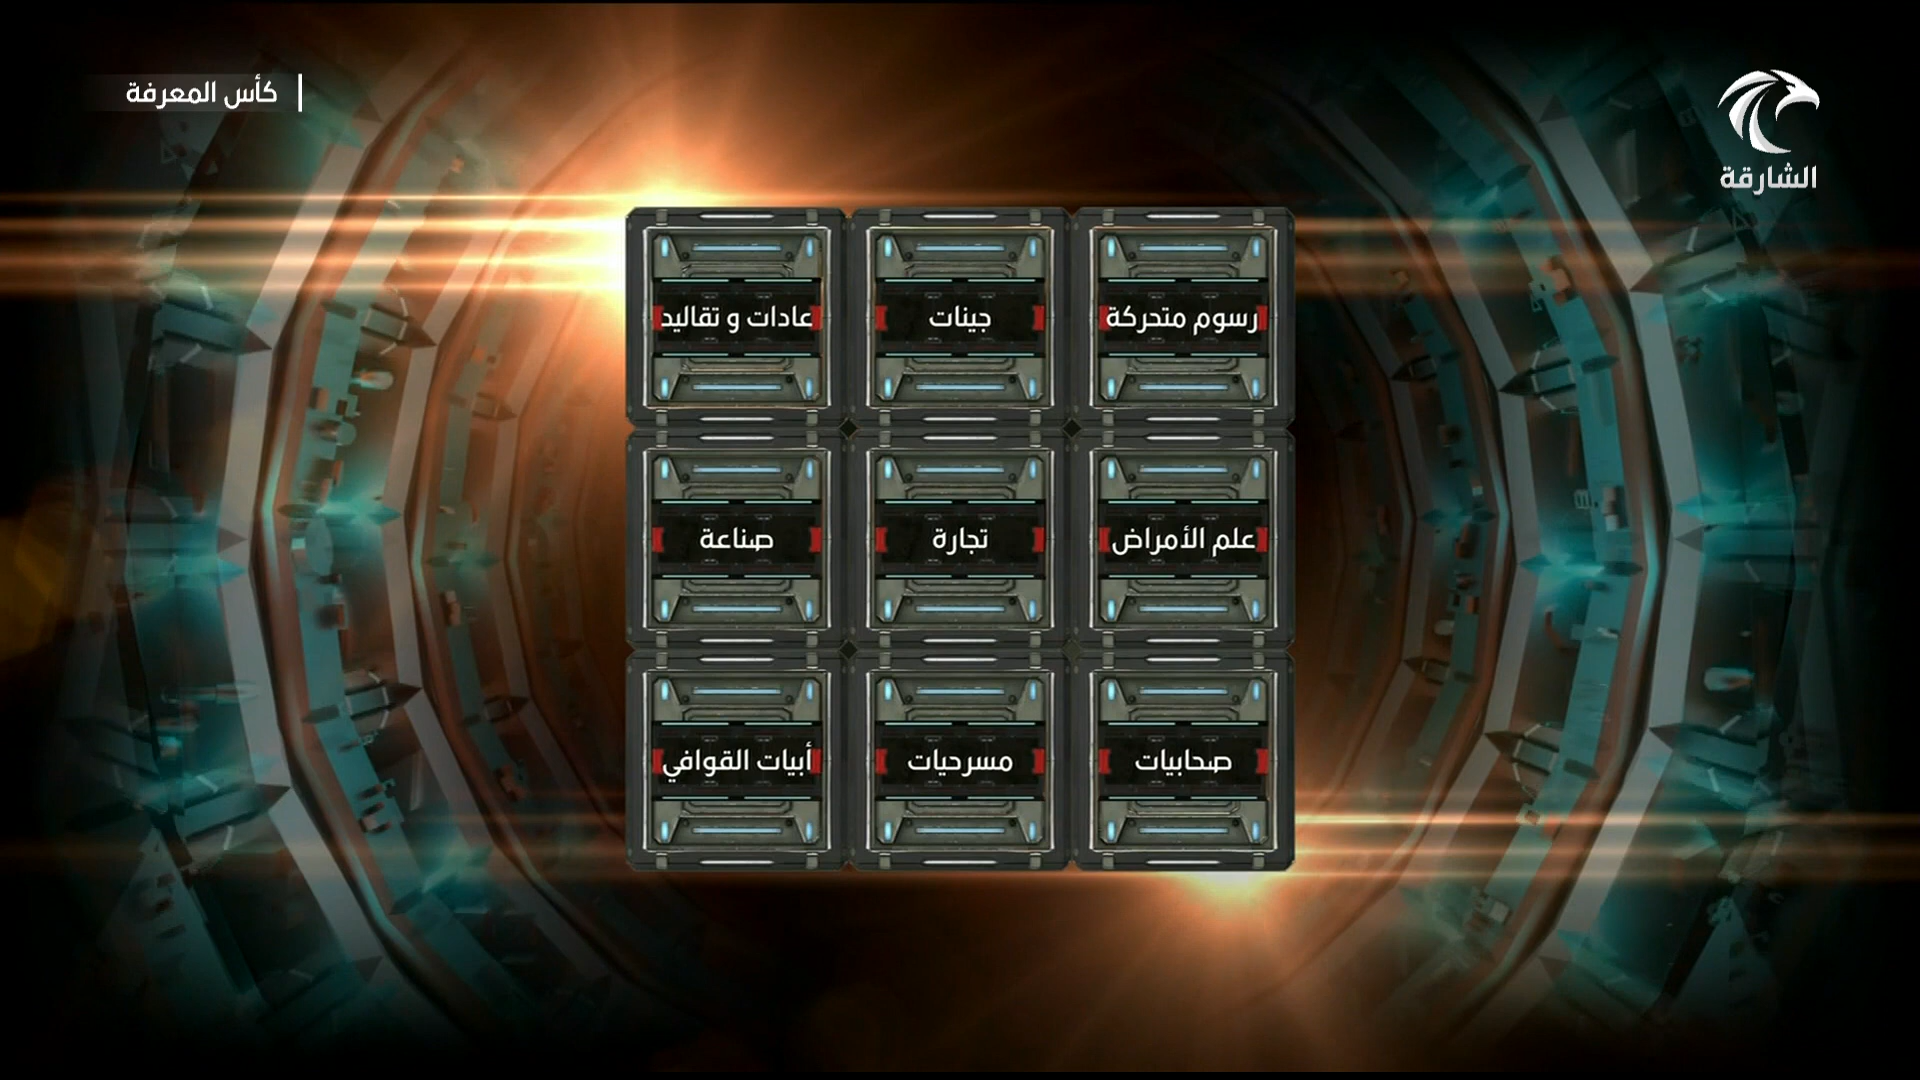 كأس المعرفة
الشارقة
رسوم متحركة
جينات
عادات و تقاليد
علم الأمراض
تجارة
صناعة
صحابيات
مسرحيات
أبيات القوافي